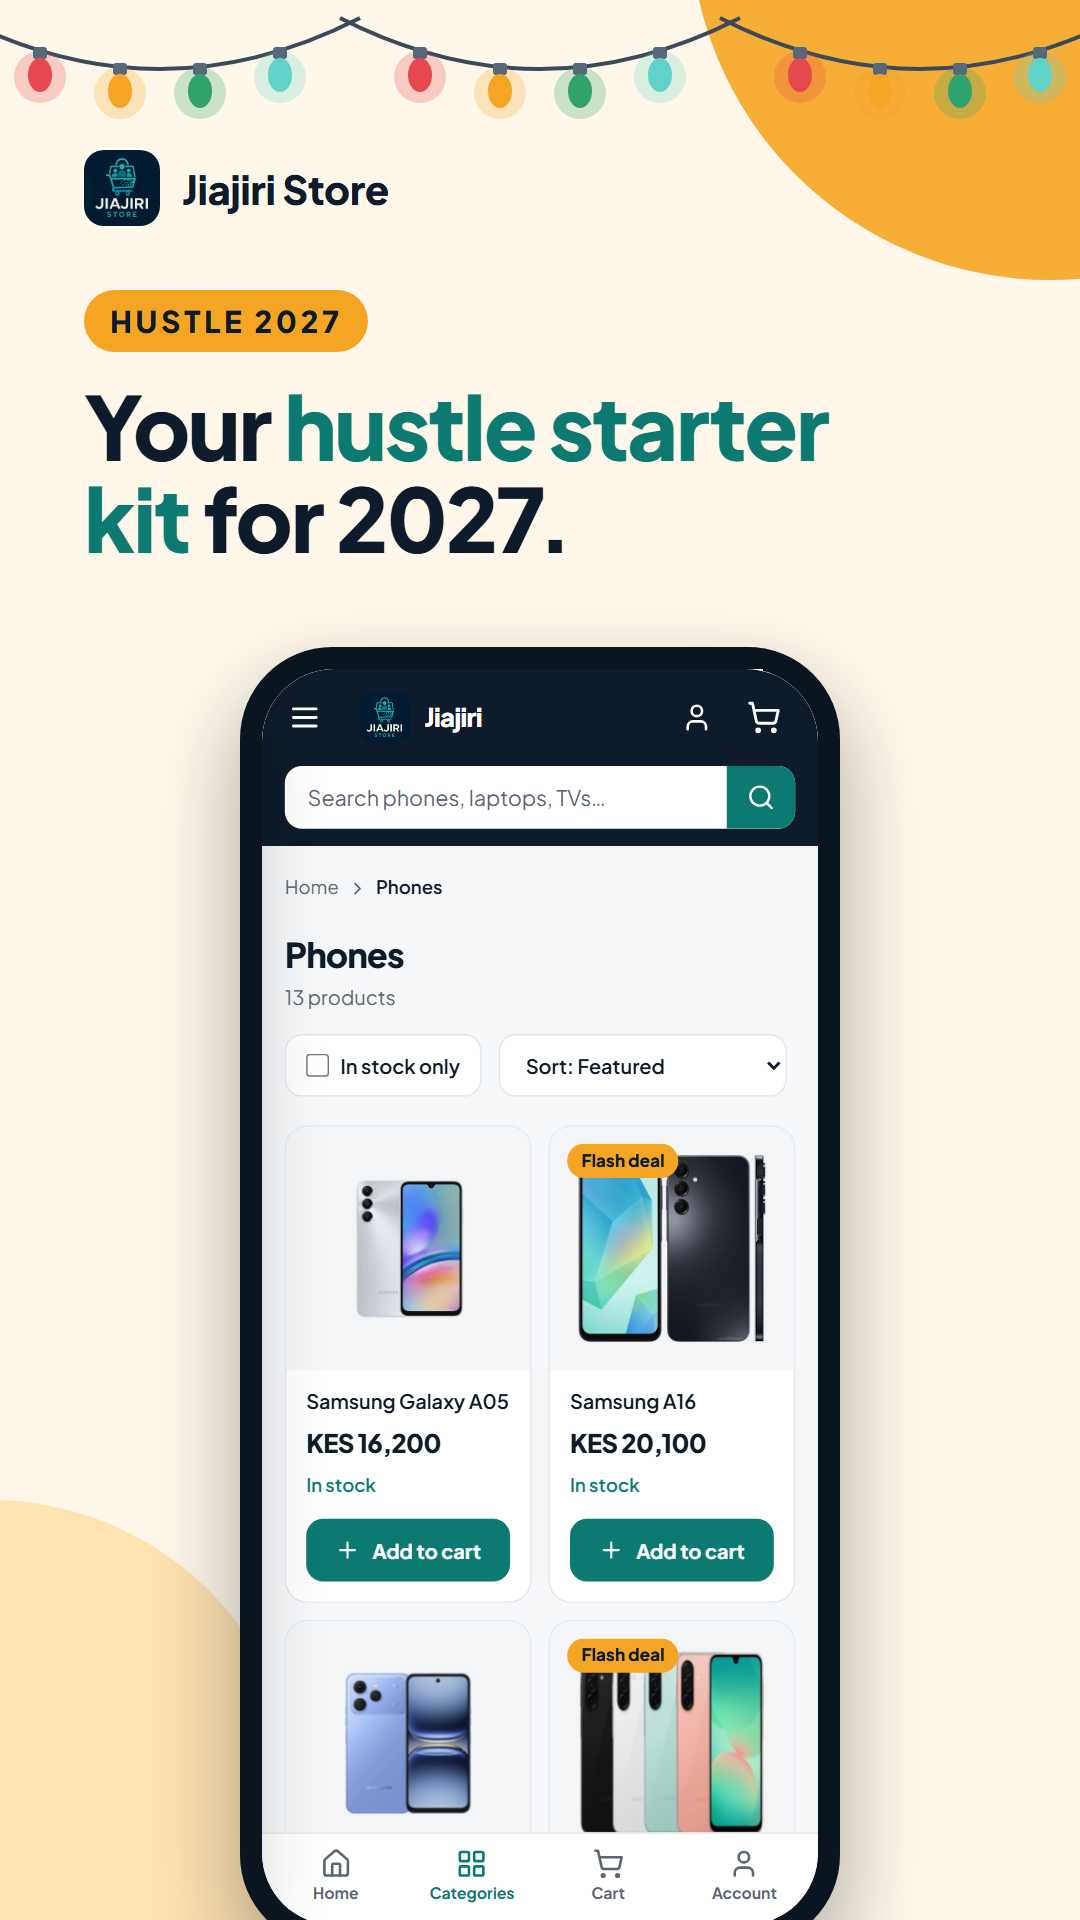 JIAJIRI
STORE
Jiajiri Store
HUSTLE 2027
Your hustle starter
kit for 2027.
JIAJIRI
STORE
Jiajiri
Search phones, laptops, TVs...
Home > Phones
Phones
13 products
In stock only
Sort: Featured
Flash deal
Samsung Galaxy A05
KES 16,200
In stock
+ Add to cart
Samsung A16
KES 20,100
In stock
+ Add to cart
Flash deal
Home
Categories
Cart
Account